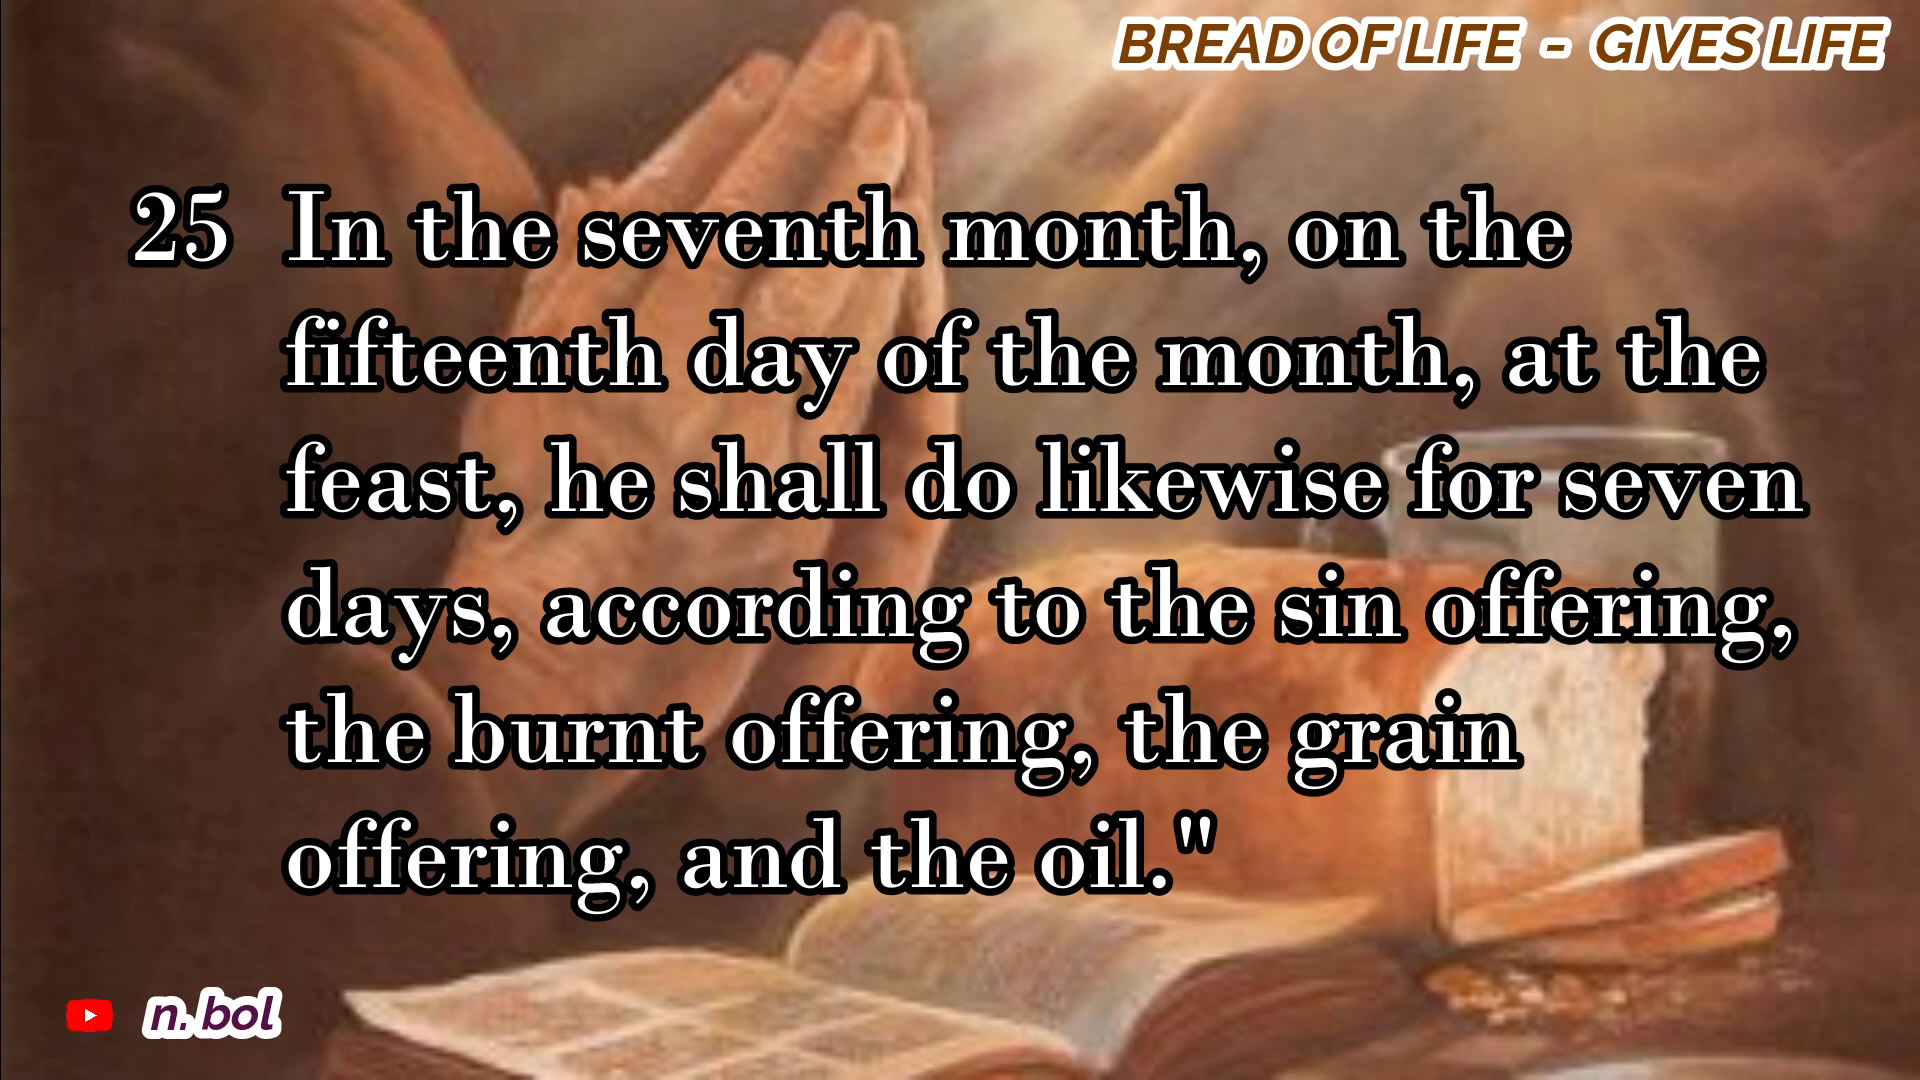 BREAD OF LIFE - GIVES LIFE
25 In the seventh month, on the
fifteenth day of the month, at the
feast, he shall do likewise for seven
days, according to the sin offering,
the burnt offering, the grain
offering, and the oil."
n.bol